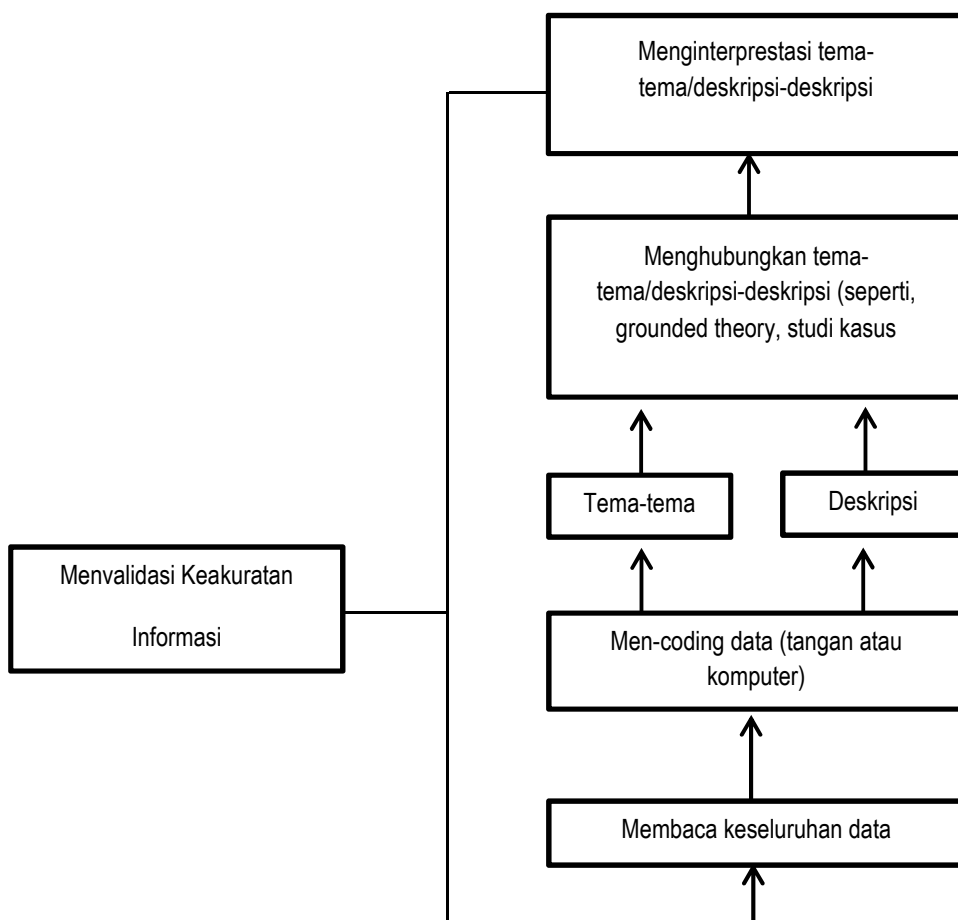 Menginterprestasi tema-
tema/deskripsi-deskripsi
Menghubungkan tema-
tema/deskripsi-deskripsi (seperti,
grounded theory, studi kasus
Tema-tema
Deskripsi
Menvalidasi Keakuratan
Informasi
Men-coding data (tangan atau
komputer)
Membaca keseluruhan data